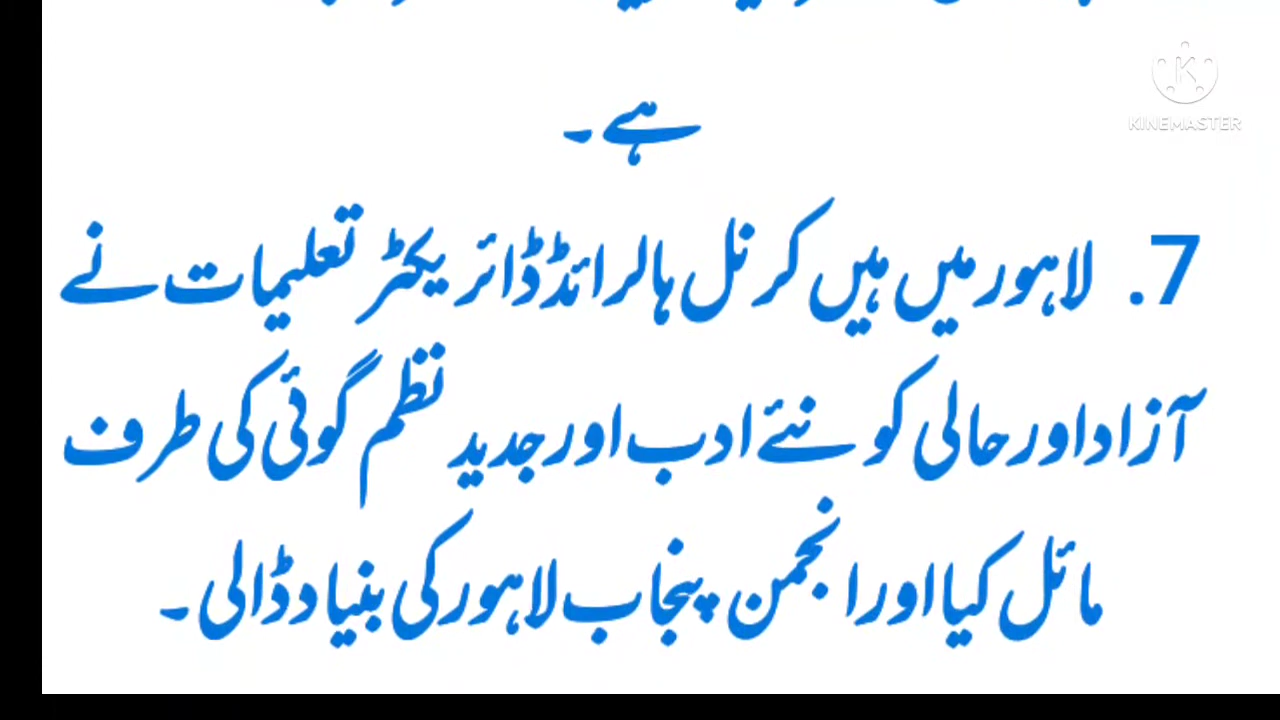 KINEMASTER
ہے۔
7. لاہور میں ہیں کرنل ہالرائڈ ڈائریکٹر تعلیمات نے
آزاد اور حالی کو نئے ادب اور جدید نظم گوئی کی طرف
مائل کیا اور انجمن پنجاب لاہور کی بنیاد ڈالی۔